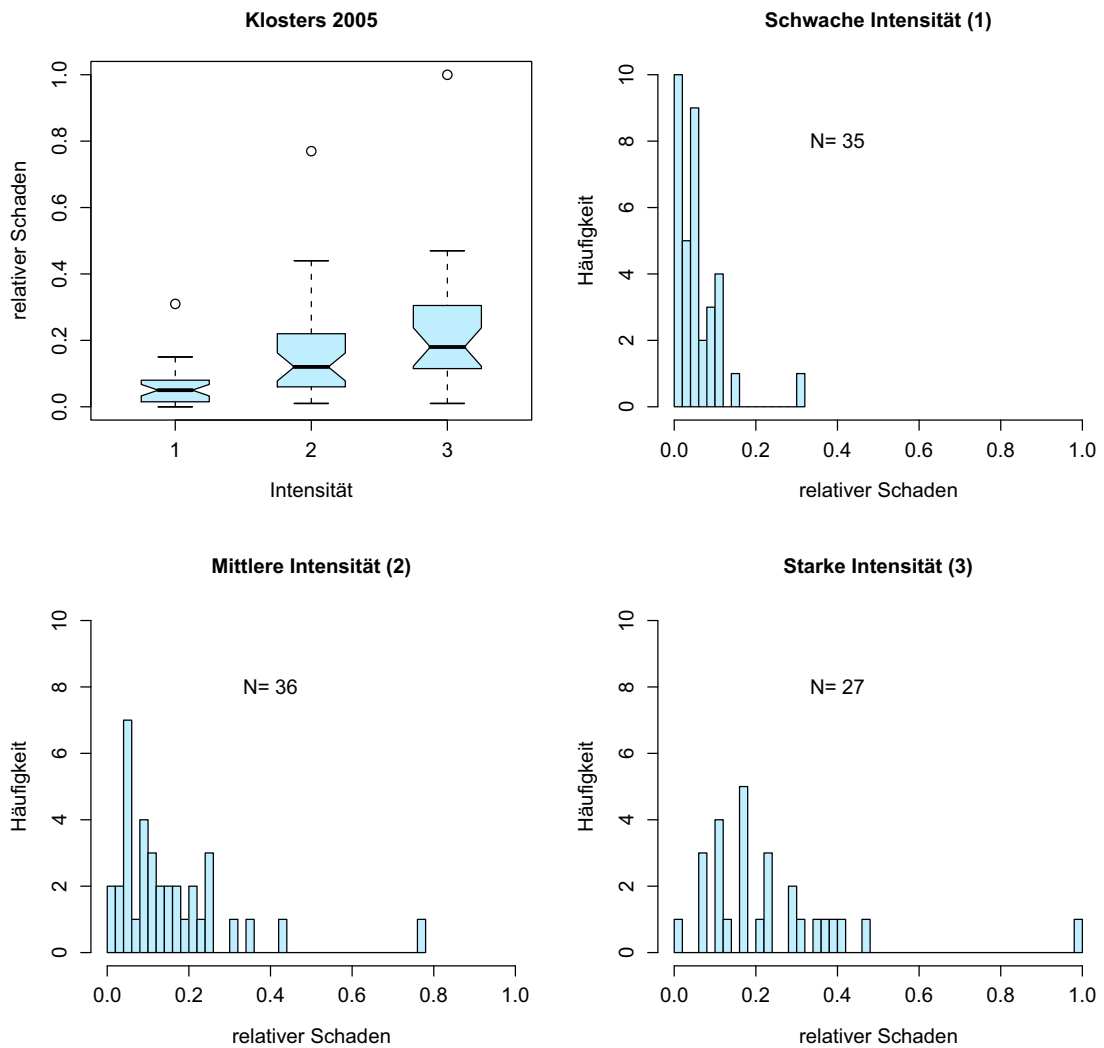 Klosters 2005
relativer Schaden
0.0 0.2 0.4 0.6 0.8 1.0
1 2 3
Intensität
Schwache Intensität (1)
Häufigkeit
0 2 4 6 8 10
N= 35
0.0 0.2 0.4 0.6 0.8 1.0
relativer Schaden
Mittlere Intensität (2)
Häufigkeit
0 2 4 6 8 10
N= 36
0.0 0.2 0.4 0.6 0.8 1.0
relativer Schaden
Starke Intensität (3)
Häufigkeit
0 2 4 6 8 10
N= 27
0.0 0.2 0.4 0.6 0.8 1.0
relativer Schaden